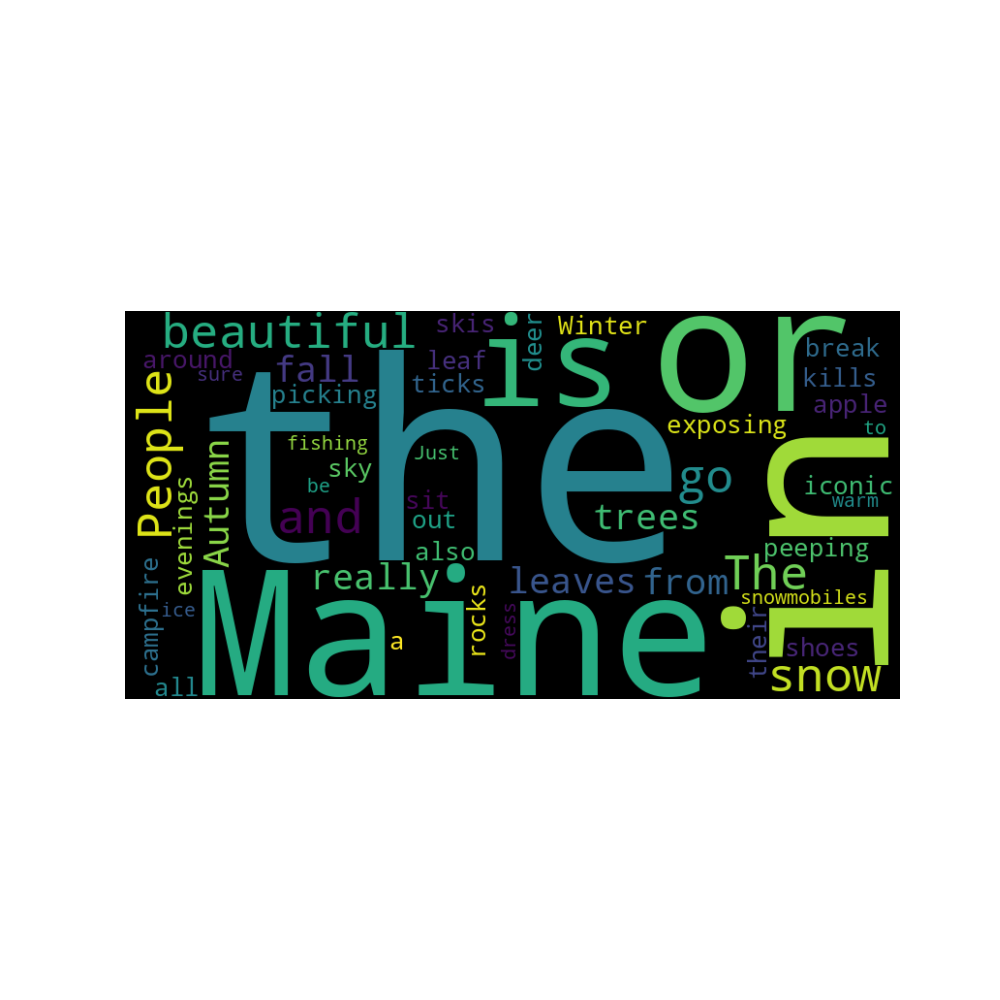 beautiful
skis
is
deer
Winter
or
break
around
sure
fall
picking
leaf
ticks
kills
apple
to
People
the
exposing
In
fishing
Just
sky
be
go
iconic
warm
Autumn
evenings
and
sit
out
also
trees
peeping
campfire
ice
all
really
Maine
a
rocks
leaves
from
dress
The
snowmobiles
their
shoes
snow